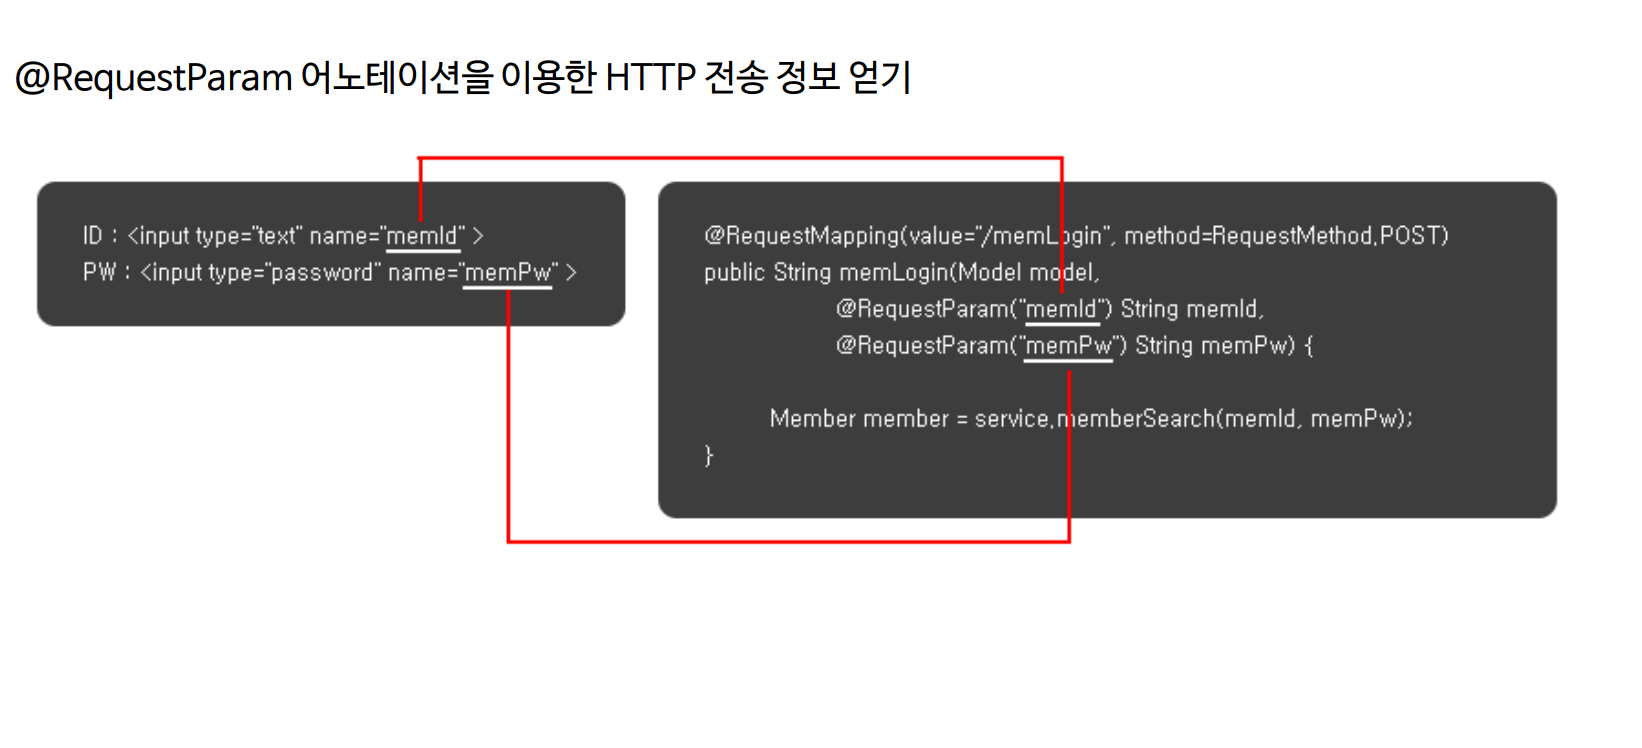 @RequestParam 어노테이션을 이용한 HTTP 전송 정보 얻기
ID : <input type="text" name="memId" >
PW : <input type="password" name="memPw" >
@RequestMapping(value="/memLogin", method=RequestMethod.POST)
public String memLogin(Model model,
@RequestParam("memId") String memId,
@RequestParam("memPw") String memPw) {
Member member = service.memberSearch(memId, memPw);
}